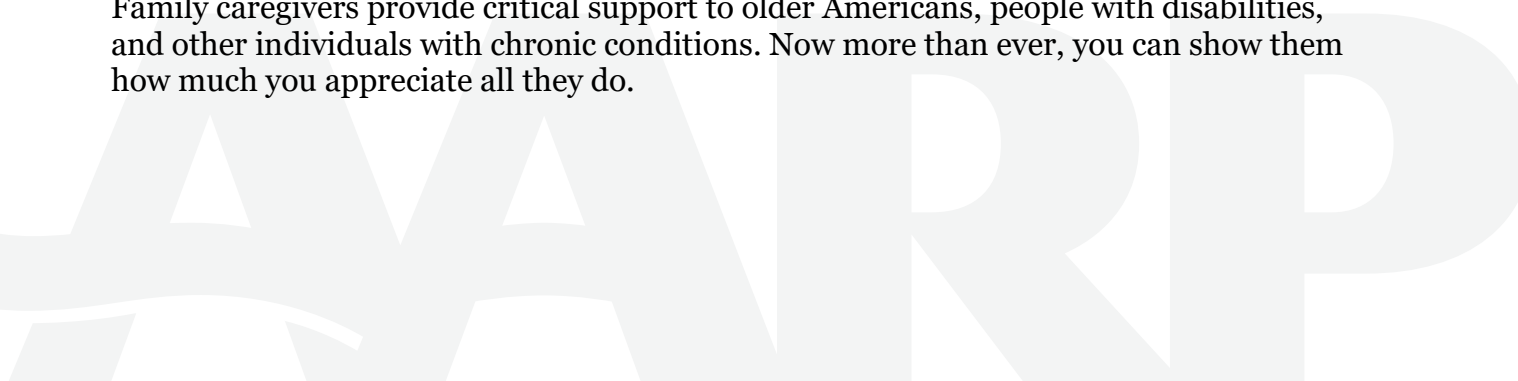 Family caregivers provide critical support to older Americans, people with disabilities,
and other individuals with chronic conditions. Now more than ever, you can show them
how much you appreciate all they do.
AARP